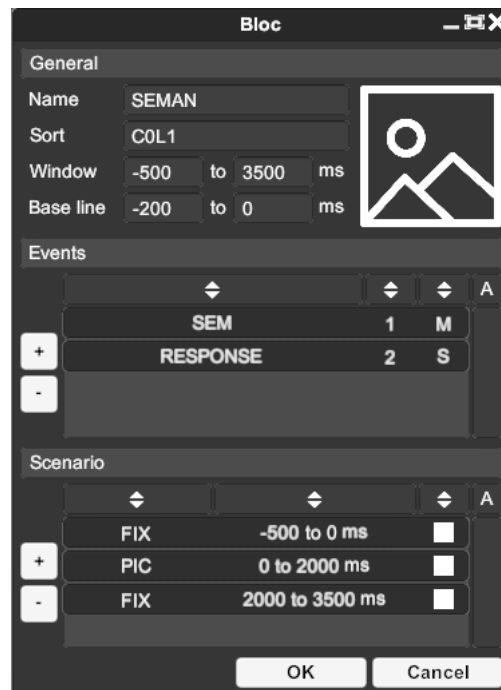 Bloc
General
Name SEMAN
Sort C0L1
Window -500 to 3500 ms
Base line -200 to 0 ms
Events
A
SEM 1 M
+
RESPONSE 2 S
-
Scenario
A
FIX -500 to 0 ms
+
PIC 0 to 2000 ms
-
FIX 2000 to 3500 ms
OK Cancel